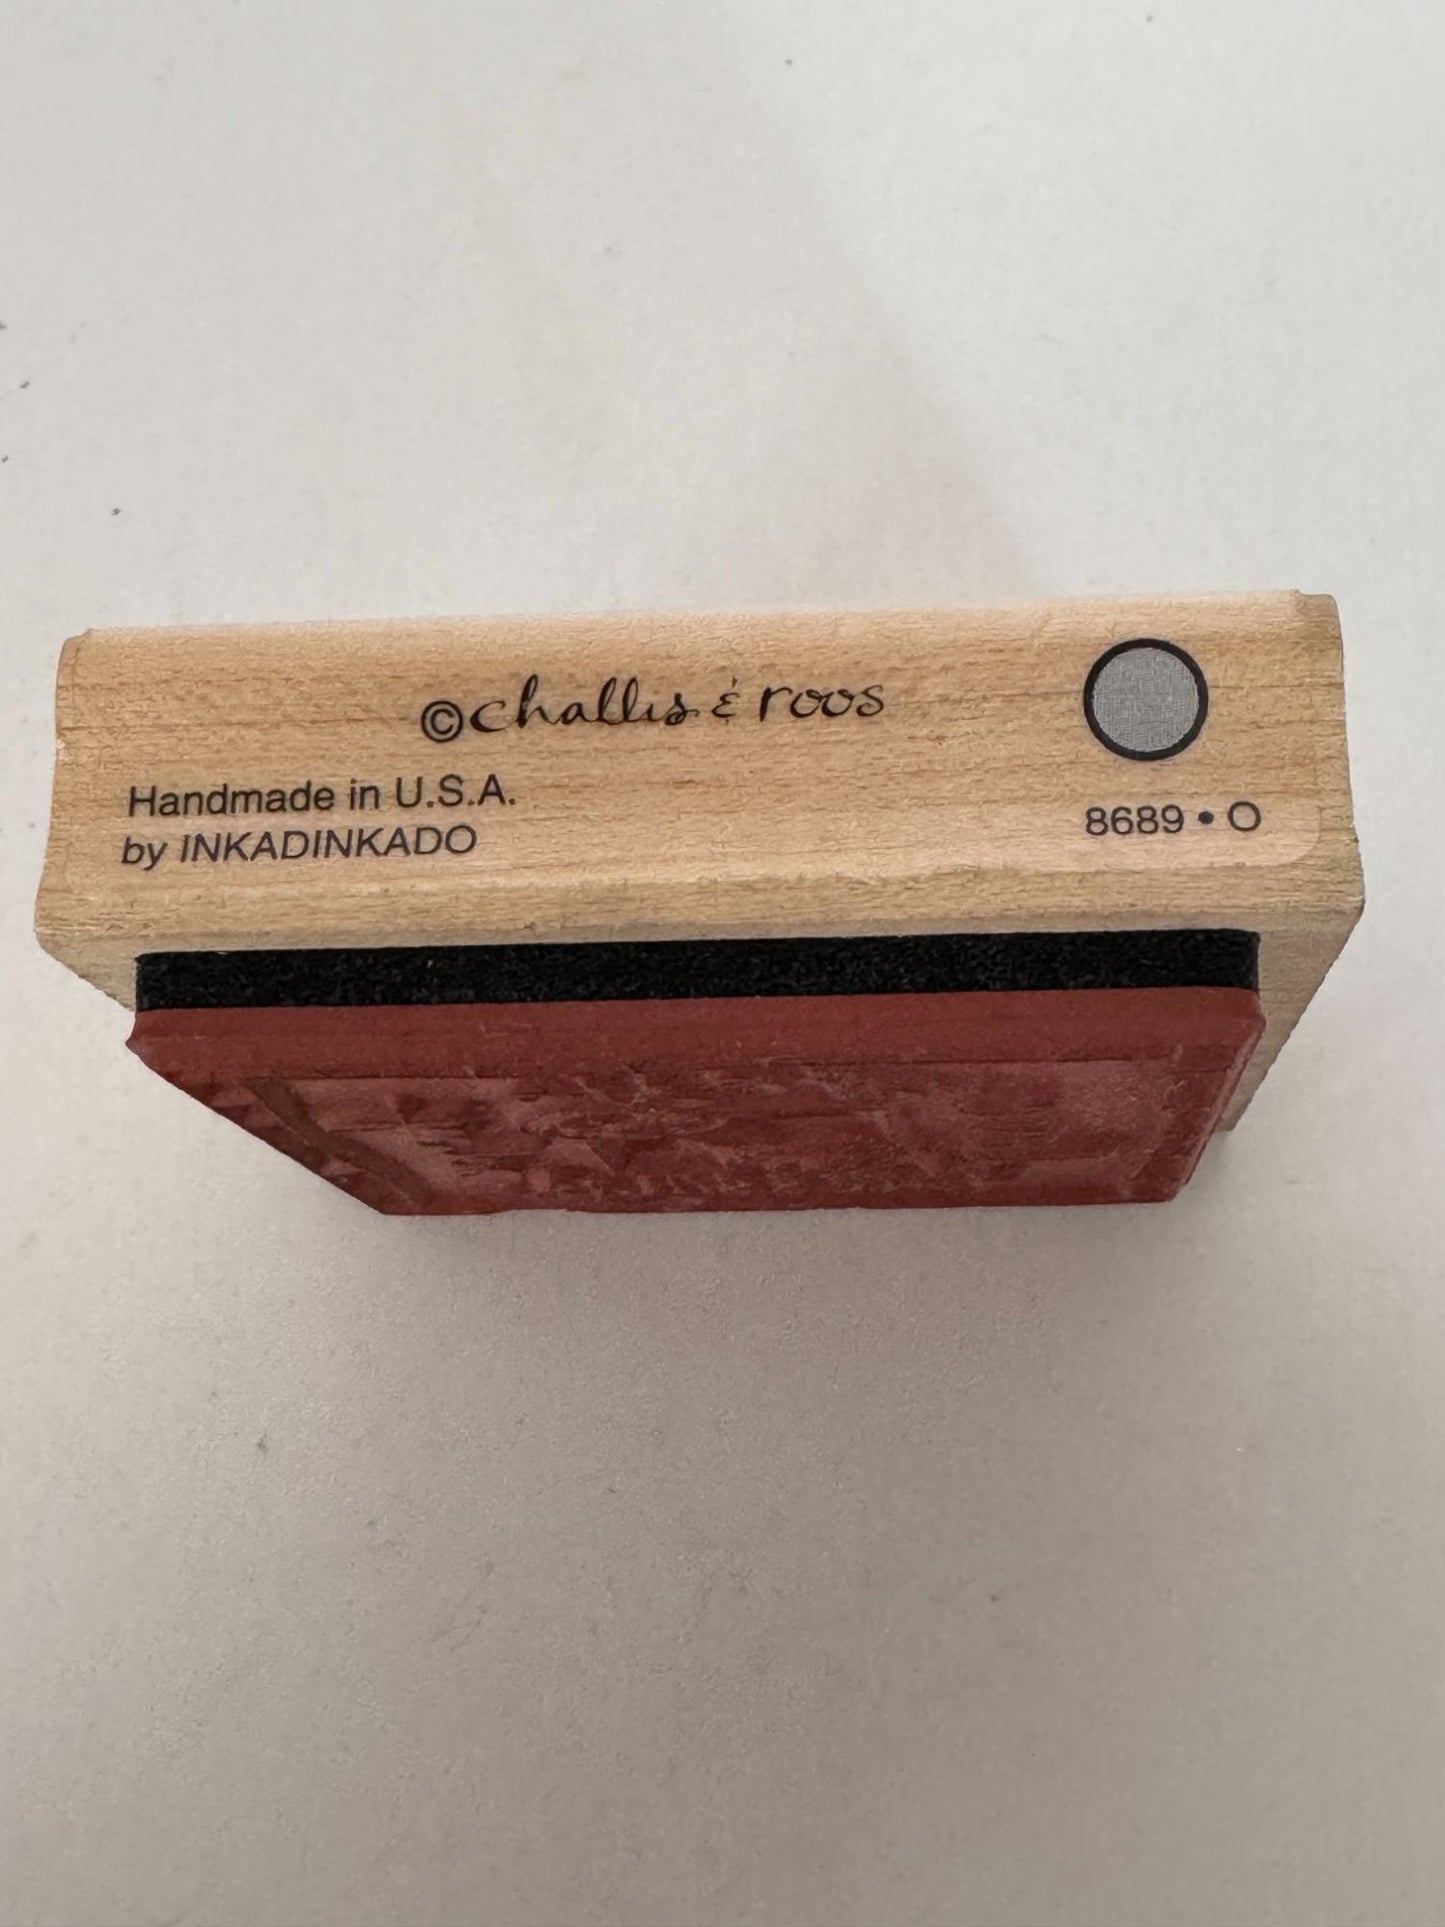 ©challis & roos
Handmade in U.S.A.
by INKADINKADO
8689 • O